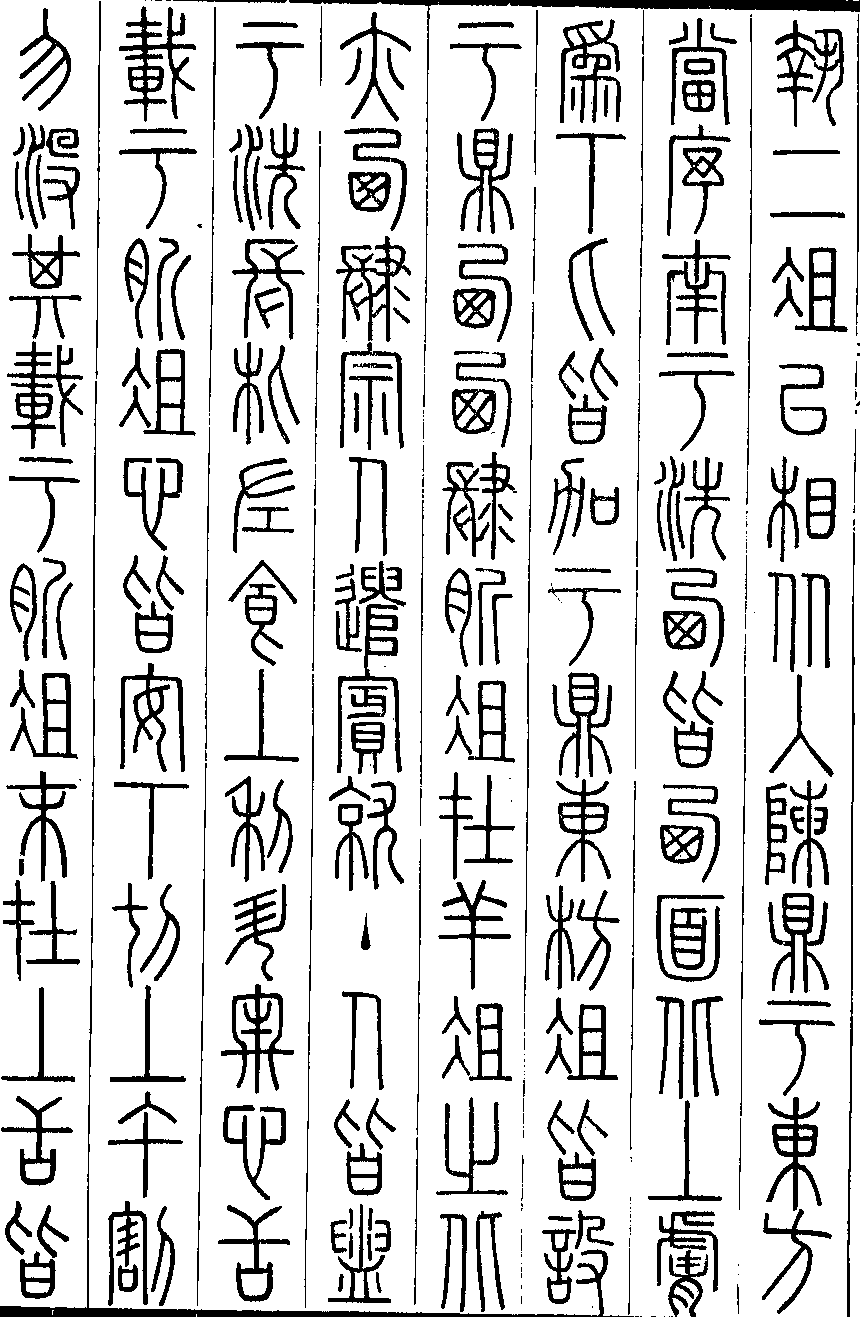 執二俎以相从入陳鼎于東方
當序南于洗西皆西面北上膚
爲下匕皆加于鼎東枋俎皆設
于鼎西西肆肵俎在羊俎之北
亦西肆宗人遣賓就主人皆盥
于洗長朼左食上利升牢心舌
載于肵俎心皆安下切上午割
勿沒其載于肵俎末在上舌皆